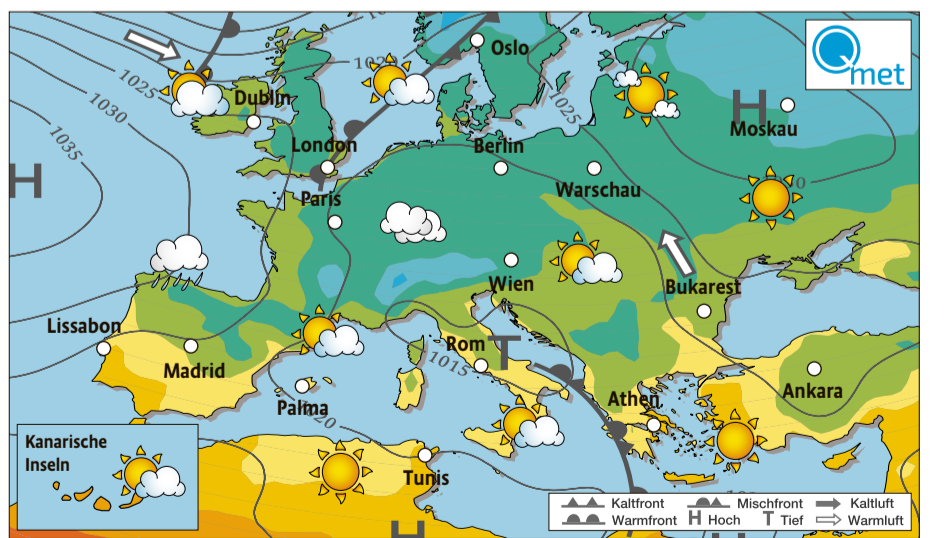 Oslo
Qmet
1025
1025
Dublin
1030
H
Moskau
London
Berlin
1035
H
Warschau
Paris
Wien
Bukarest
Lissabon
Rom
T
1015
Madrid
Ankara
Palma
Athen
Kanarische
Inseln
Tunis
H
Kaltfront
Mischfront
Kaltluft
Warmfront
H Hoch
T Tief
Warmluft